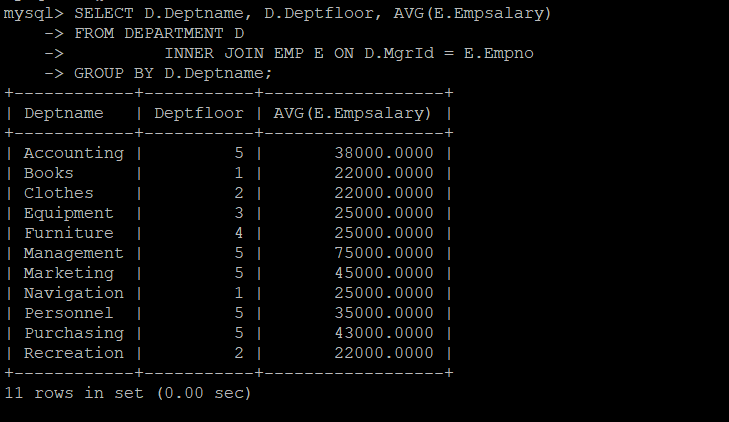 mysql> SELECT D.Deptname, D.Deptfloor, AVG(E.Empsalary)
    -> FROM DEPARTMENT D
    ->          INNER JOIN EMP E ON D.MgrId = E.Empno
    -> GROUP BY D.Deptname;
+------------+-----------+------------------+
| Deptname   | Deptfloor | AVG(E.Empsalary) |
+------------+-----------+------------------+
| Accounting |         5 |       38000.0000 |
| Books      |         1 |       22000.0000 |
| Clothes    |         2 |       22000.0000 |
| Equipment  |         3 |       25000.0000 |
| Furniture  |         4 |       25000.0000 |
| Management |         5 |       75000.0000 |
| Marketing  |         5 |       45000.0000 |
| Navigation |         1 |       25000.0000 |
| Personnel  |         5 |       35000.0000 |
| Purchasing |         5 |       43000.0000 |
| Recreation |         2 |       22000.0000 |
+------------+-----------+------------------+
11 rows in set (0.00 sec)